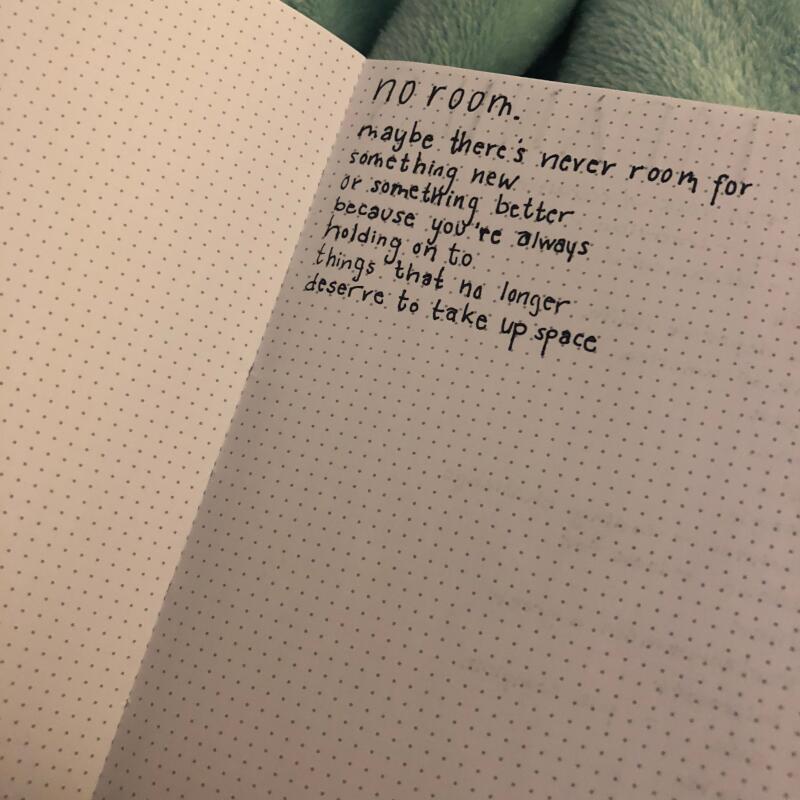 no room.
maybe there's never room for
something new
or something better
because you're always
holding on to
things that no longer
deserve to take up space